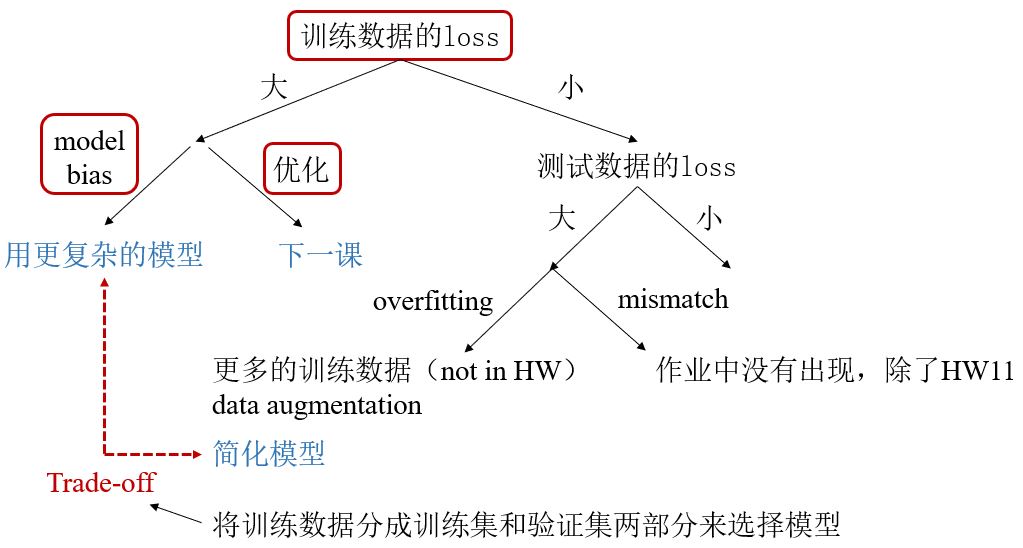 训练数据的loss
大
小
model
bias
优化
测试数据的loss
大
小
用更复杂的模型
下一课
overfitting
mismatch
更多的训练数据（not in HW）
data augmentation
作业中没有出现，除了HW11
简化模型
Trade-off
将训练数据分成训练集和验证集两部分来选择模型